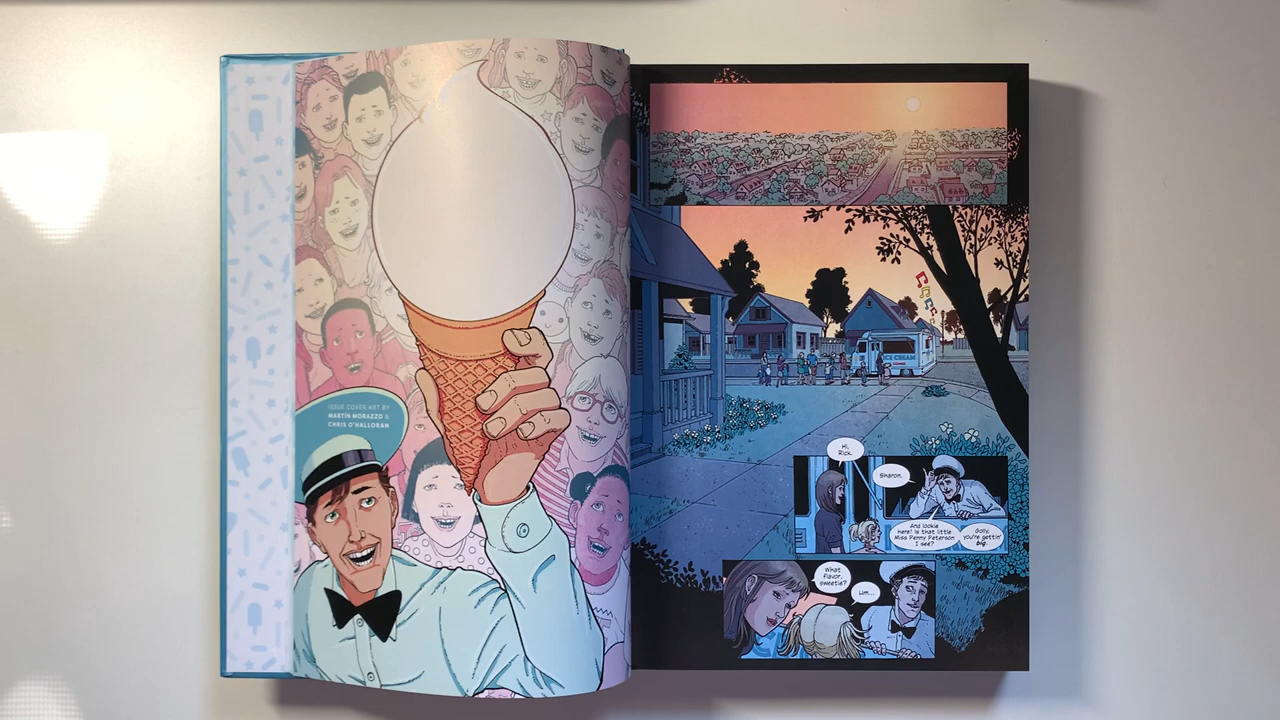 ISSUE COVER ART BY
MARTÍN MORAZZO &
CHRIS O'HALLORAN
ICE CREAM
Hi,
Rick.
Sharon.
And lookie
here! Is that little
Miss Penny Peterson
I see?
Golly,
you're gettin'
big.
What
flavor,
sweetie?
Um...